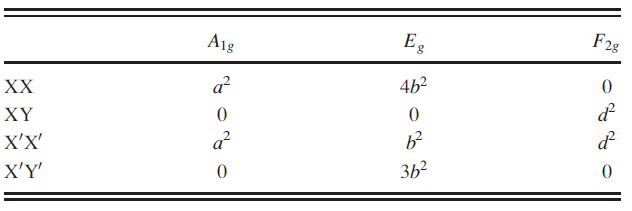 A1g Eg F2g
XX a² 4b² 0
XY 0 0 d²
X′X′ a² b² d²
X′Y′ 0 3b² 0